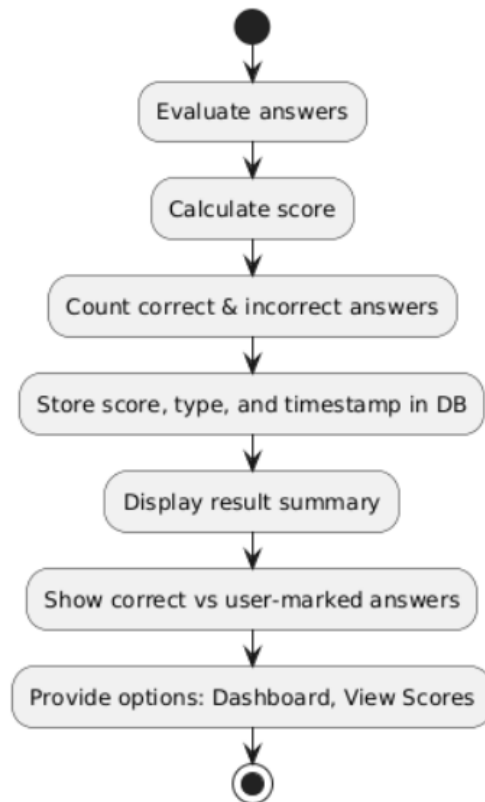 Evaluate answers
Calculate score
Count correct & incorrect answers
Store score, type, and timestamp in DB
Display result summary
Show correct vs user-marked answers
Provide options: Dashboard, View Scores